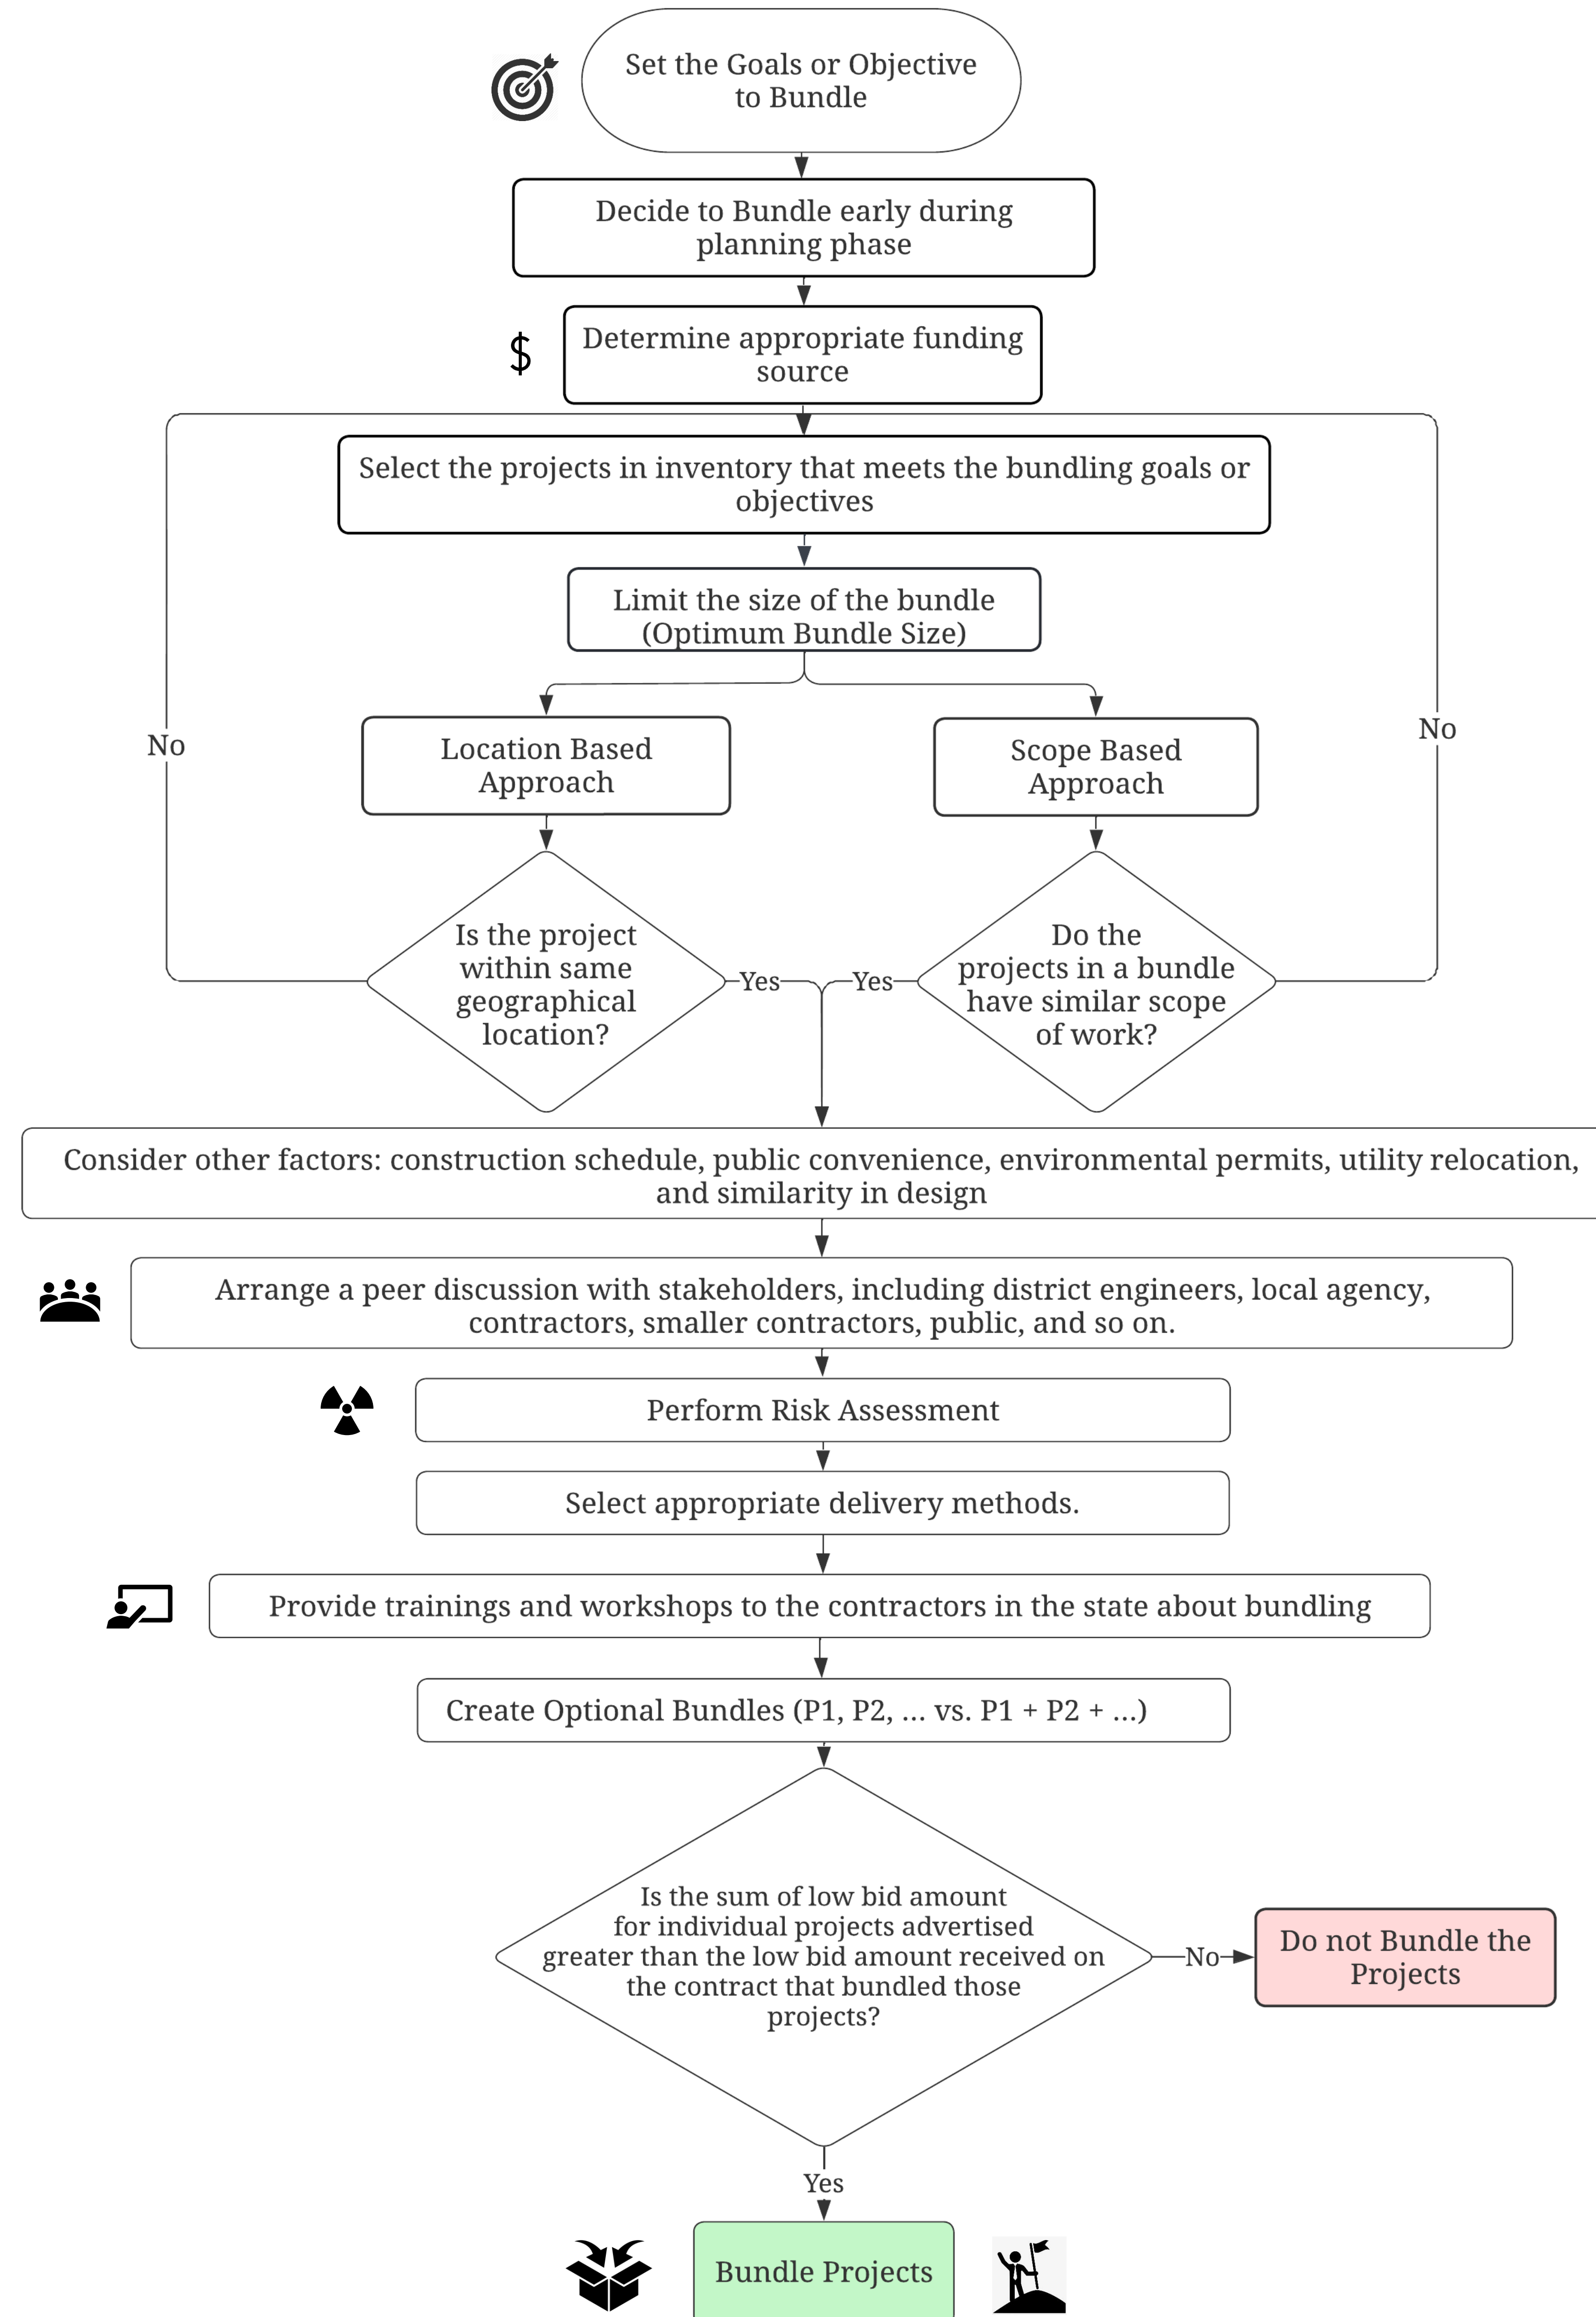 Set the Goals or Objective
to Bundle
Decide to Bundle early during
planning phase
$
Determine appropriate funding
source
Select the projects in inventory that meets the bundling goals or
objectives
Limit the size of the bundle
(Optimum Bundle Size)
Location Based
Approach
Scope Based
Approach
No
No
Is the project
within same
geographical
location?
Yes
Yes
Do the
projects in a bundle
have similar scope
of work?
Consider other factors: construction schedule, public convenience, environmental permits, utility relocation,
and similarity in design
Arrange a peer discussion with stakeholders, including district engineers, local agency,
contractors, smaller contractors, public, and so on.
Perform Risk Assessment
Select appropriate delivery methods.
Provide trainings and workshops to the contractors in the state about bundling
Create Optional Bundles (P1, P2, ... vs. P1 + P2 + ...)
Is the sum of low bid amount
for individual projects advertised
greater than the low bid amount received on
the contract that bundled those
projects?
No
Do not Bundle the
Projects
Yes
Bundle Projects